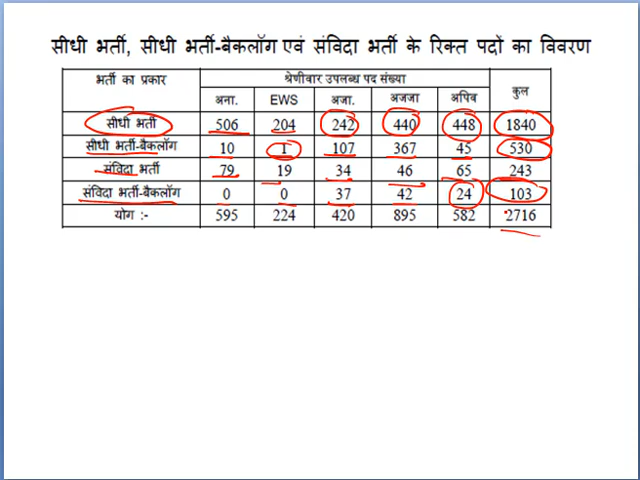 सीधी भर्ती, सीधी भर्ती-बैकलॉग एवं संविदा भर्ती के रिक्त पदों का विवरण
भर्ती का प्रकार श्रेणीवार उपलब्ध पद संख्या कुल
अना. EWS अजा. अजजा अपिव
सीधी भर्ती 506 204 242 440 448 1840
सीधी भर्ती-बैकलॉग 10 1 107 367 45 530
संविदा भर्ती 79 19 34 46 65 243
संविदा भर्ती-बैकलॉग 0 0 37 42 24 103
योग :- 595 224 420 895 582 2716